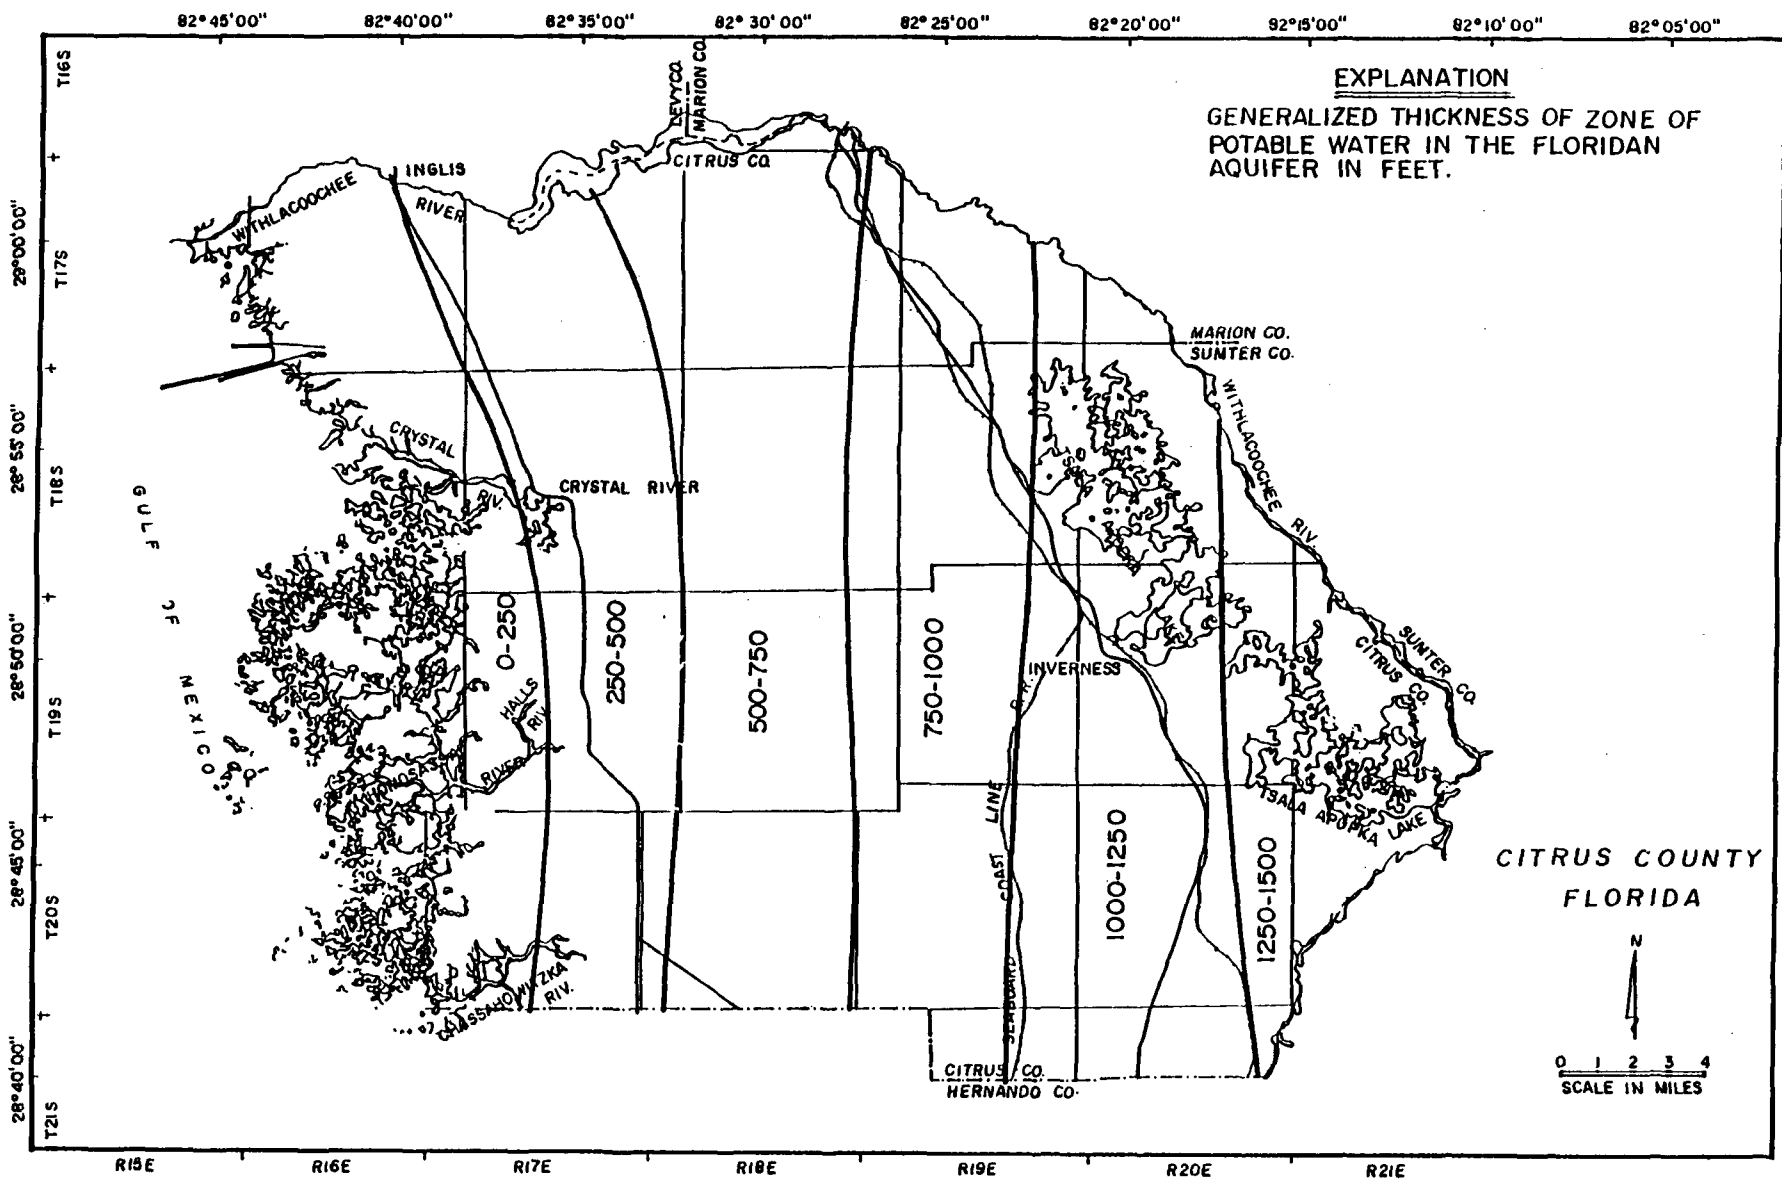 82°45'00"
82°40'00"
82°35'00"
82°30'00"
82°25'00"
82°20'00"
82°15'00"
82°10'00"
82°05'00"
EXPLANATION
GENERALIZED THICKNESS OF ZONE OF
POTABLE WATER IN THE FLORIDAN
AQUIFER IN FEET.
T16S
29°00'00"
T17S
28°55'00"
T18S
28°50'00"
T19S
28°45'00"
T20S
28°40'00"
T21S
LEVY CO.
MARION CO.
CITRUS CO.
INGLIS
WITHLACOOCHEE
RIVER
MARION CO.
SUNTER CO.
WITHLACOOCHEE RIV.
CRYSTAL
RIV.
CRYSTAL RIVER
GULF
OF
MEXICO
TSALA
APOPKA
LAKE
0-250
250-500
500-750
750-1000
1000-1250
1250-1500
HALLS
RIV.
HOMOSASSA
RIVER
INVERNESS
SUNTER CO.
CITRUS CO.
TSALA APOPKA LAKE
SEABOARD COAST LINE R.R.
CHASSAHOWITZKA
RIV.
CITRUS CO.
HERNANDO CO.
CITRUS COUNTY
FLORIDA
N
0 1 2 3 4
SCALE IN MILES
R15E
R16E
R17E
R18E
R19E
R20E
R21E